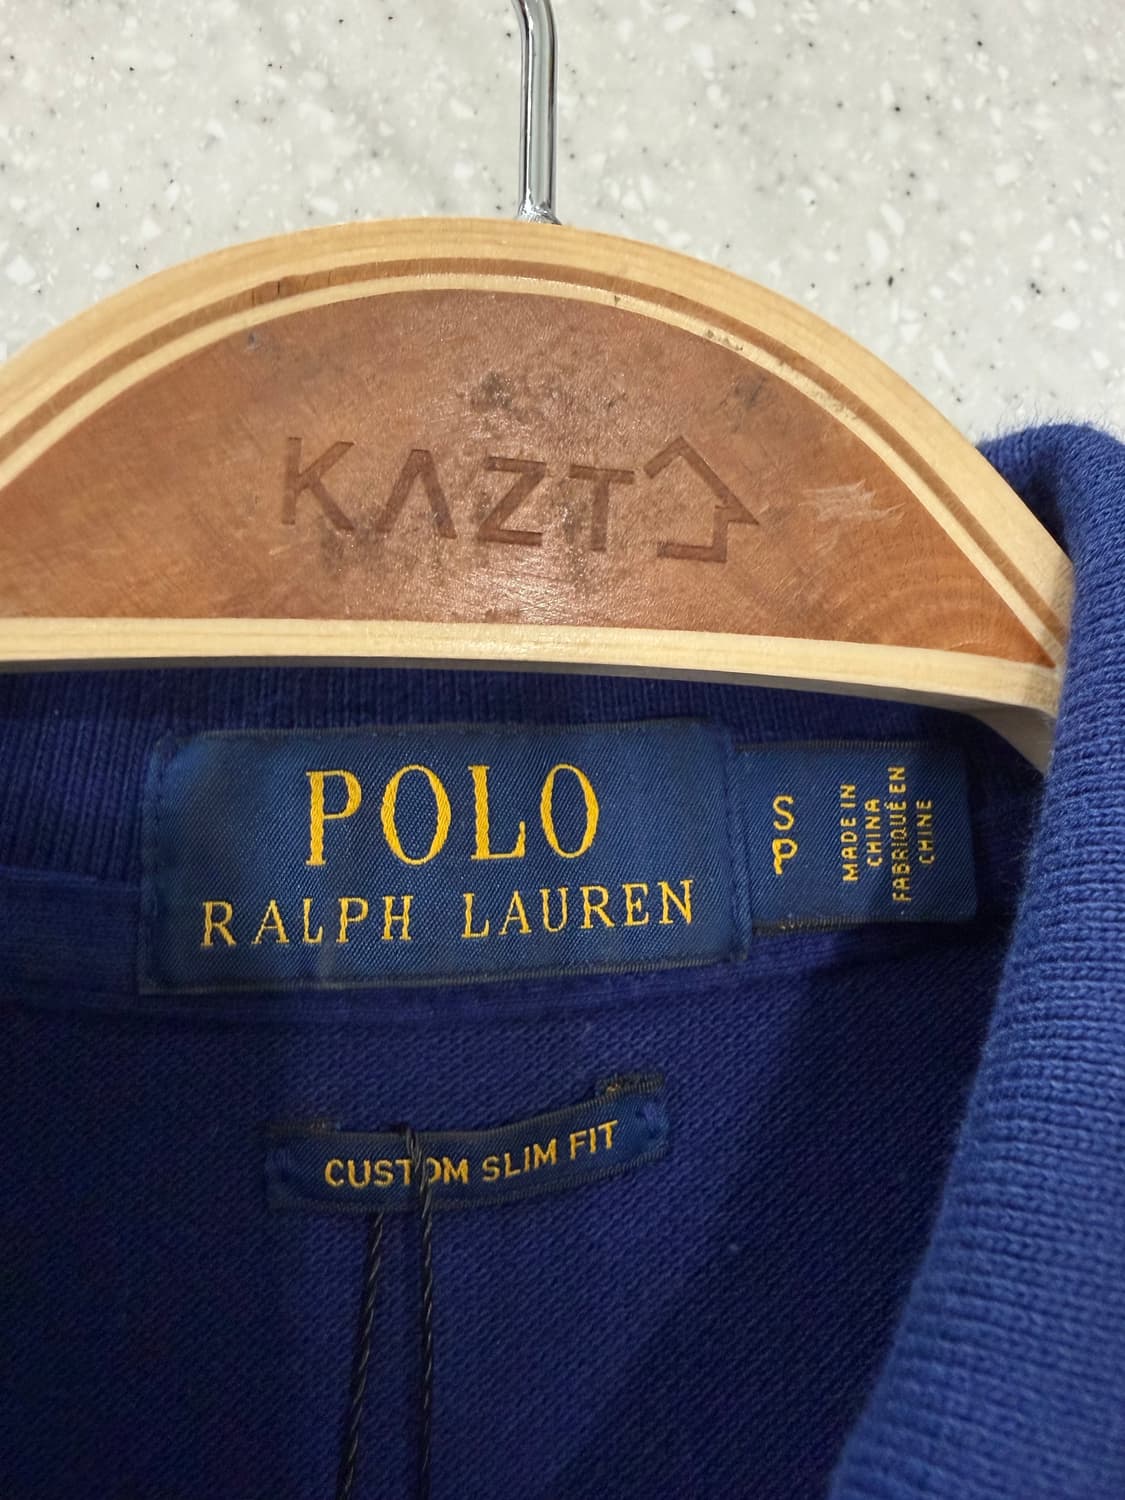 KAZT
POLO
RALPH LAUREN
S
P
MADE IN
CHINA
FABRIQUÉ EN
CHINE
CUSTOM SLIM FIT